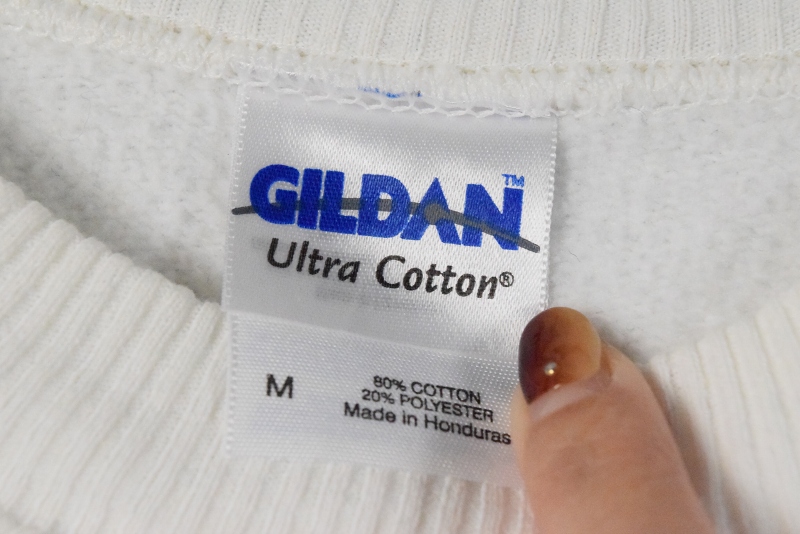 GILDAN™
Ultra Cotton®
M
80% COTTON
20% POLYESTER
Made in Honduras